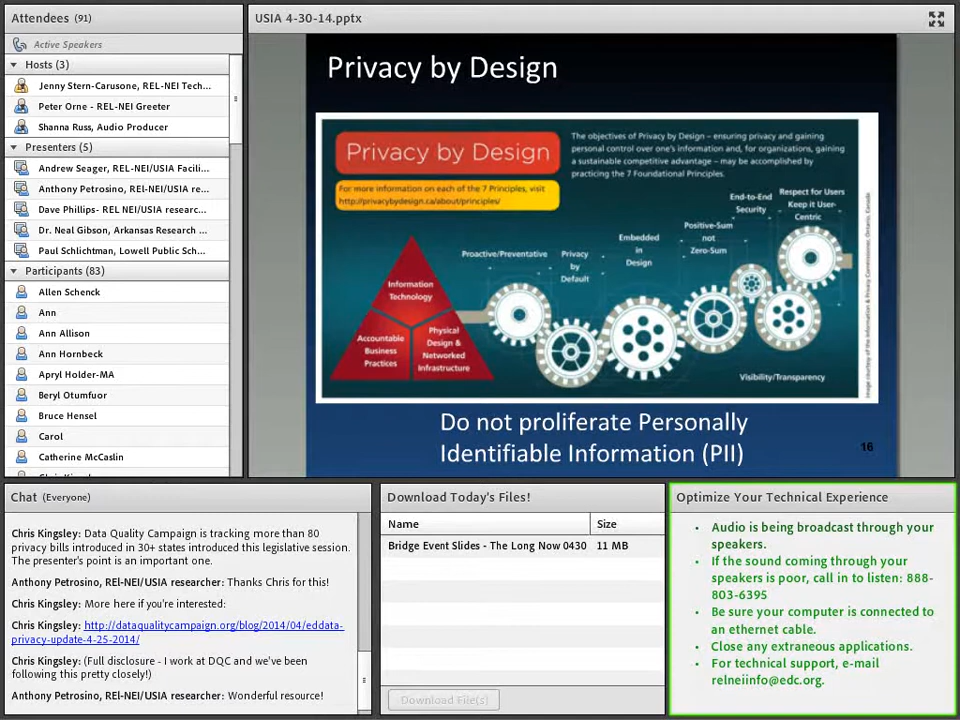 Attendees (91)
Active Speakers
Hosts (3)
Jenny Stern-Carusone, REL-NEI Tech...
Peter Orne - REL-NEI Greeter
Shanna Russ, Audio Producer
Presenters (5)
Andrew Seager, REL-NEI/USIA Facili...
Anthony Petrosino, REl-NEI/USIA re...
Dave Phillips- REL NEI/USIA researc...
Dr. Neal Gibson, Arkansas Research ...
Paul Schlichtman, Lowell Public Sch...
Participants (83)
Allen Schenck
Ann
Ann Allison
Ann Hornbeck
Apryl Holder-MA
Beryl Otumfuor
Bruce Hensel
Carol
Catherine McCaslin
USIA 4-30-14.pptx
Privacy by Design
Privacy by Design
For more information on each of the 7 Principles, visit
http://privacybydesign.ca/about/principles/
The objectives of Privacy by Design – ensuring privacy and gaining
personal control over one's information and, for organizations, gaining
a sustainable competitive advantage – may be accomplished by
practicing the 7 Foundational Principles.
Information
Technology
Accountable
Business
Practices
Physical
Design &
Networked
Infrastructure
Proactive/Preventative
Privacy
by
Default
Embedded
in
Design
Positive-Sum
not
Zero-Sum
End-to-End
Security
Respect for Users
Keep it User-
Centric
Visibility/Transparency
Image courtesy of the Information & Privacy Commissioner, Ontario, Canada
Do not proliferate Personally
Identifiable Information (PII)
16
Chat (Everyone)
Chris Kingsley: Data Quality Campaign is tracking more than 80
privacy bills introduced in 30+ states introduced this legislative session.
The presenter's point is an important one.
Anthony Petrosino, REl-NEI/USIA researcher: Thanks Chris for this!
Chris Kingsley: More here if you're interested:
Chris Kingsley: http://dataqualitycampaign.org/blog/2014/04/eddata-
privacy-update-4-25-2014/
Chris Kingsley: (Full disclosure - I work at DQC and we've been
following this pretty closely!)
Anthony Petrosino, REl-NEI/USIA researcher: Wonderful resource!
Download Today's Files!
Name Size
Bridge Event Slides - The Long Now 0430 11 MB
Download File(s)
Optimize Your Technical Experience
• Audio is being broadcast through your
speakers.
• If the sound coming through your
speakers is poor, call in to listen: 888-
803-6395
• Be sure your computer is connected to
an ethernet cable.
• Close any extraneous applications.
• For technical support, e-mail
relneiinfo@edc.org.